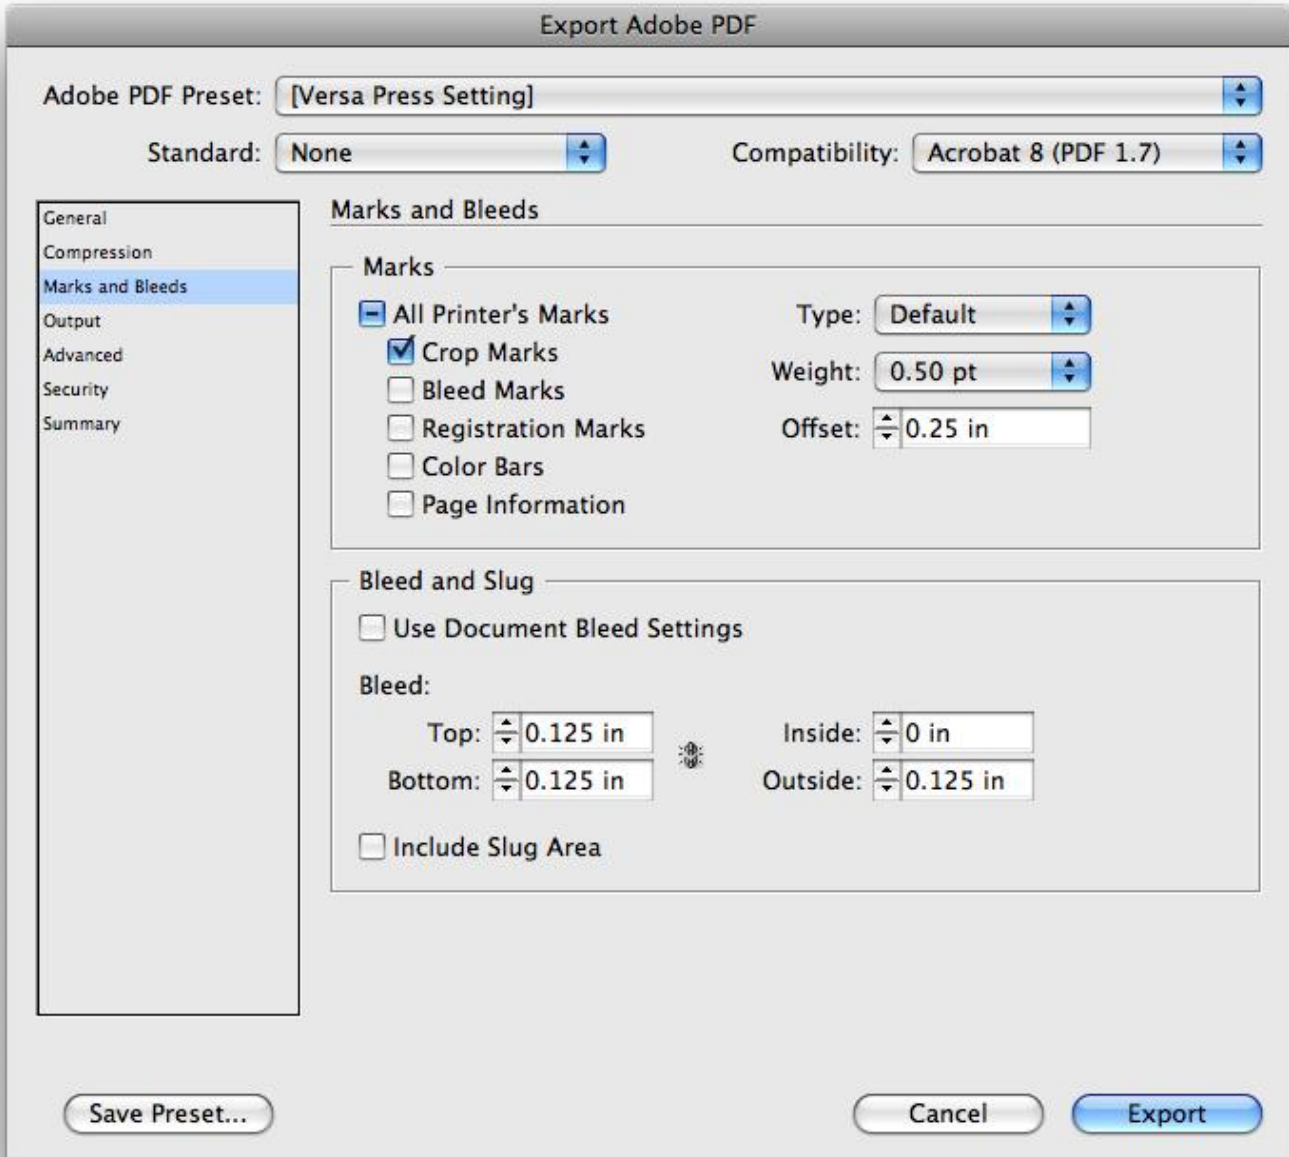 Export Adobe PDF
Adobe PDF Preset: [Versa Press Setting]
Standard: None Compatibility: Acrobat 8 (PDF 1.7)
General
Compression
Marks and Bleeds
Output
Advanced
Security
Summary
Marks and Bleeds
Marks
All Printer's Marks
Crop Marks
Bleed Marks
Registration Marks
Color Bars
Page Information
Type: Default
Weight: 0.50 pt
Offset: 0.25 in
Bleed and Slug
Use Document Bleed Settings
Bleed:
Top: 0.125 in Inside: 0 in
Bottom: 0.125 in Outside: 0.125 in
Include Slug Area
Save Preset... Cancel Export